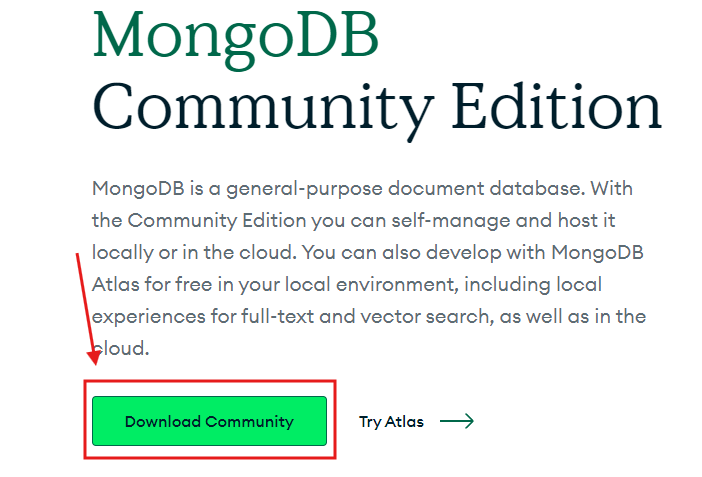 MongoDB
Community Edition
MongoDB is a general-purpose document database. With
the Community Edition you can self-manage and host it
locally or in the cloud. You can also develop with MongoDB
Atlas for free in your local environment, including local
experiences for full-text and vector search, as well as in the
cloud.
Download Community
Try Atlas